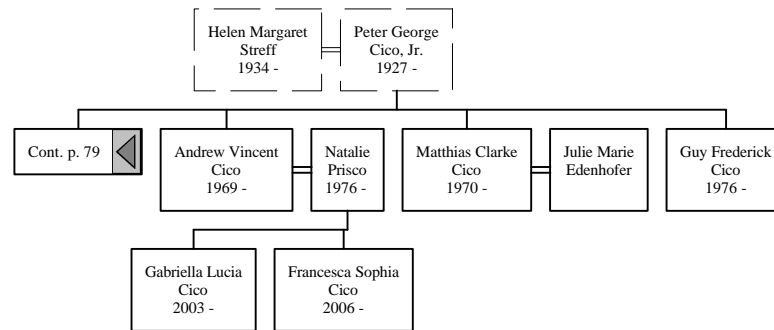 Helen Margaret
Streff
1934 -
Peter George
Cico, Jr.
1927 -
Cont. p. 79
Andrew Vincent
Cico
1969 -
Natalie
Prisco
1976 -
Matthias Clarke
Cico
1970 -
Julie Marie
Edenhofer
Guy Frederick
Cico
1976 -
Gabriella Lucia
Cico
2003 -
Francesca Sophia
Cico
2006 -